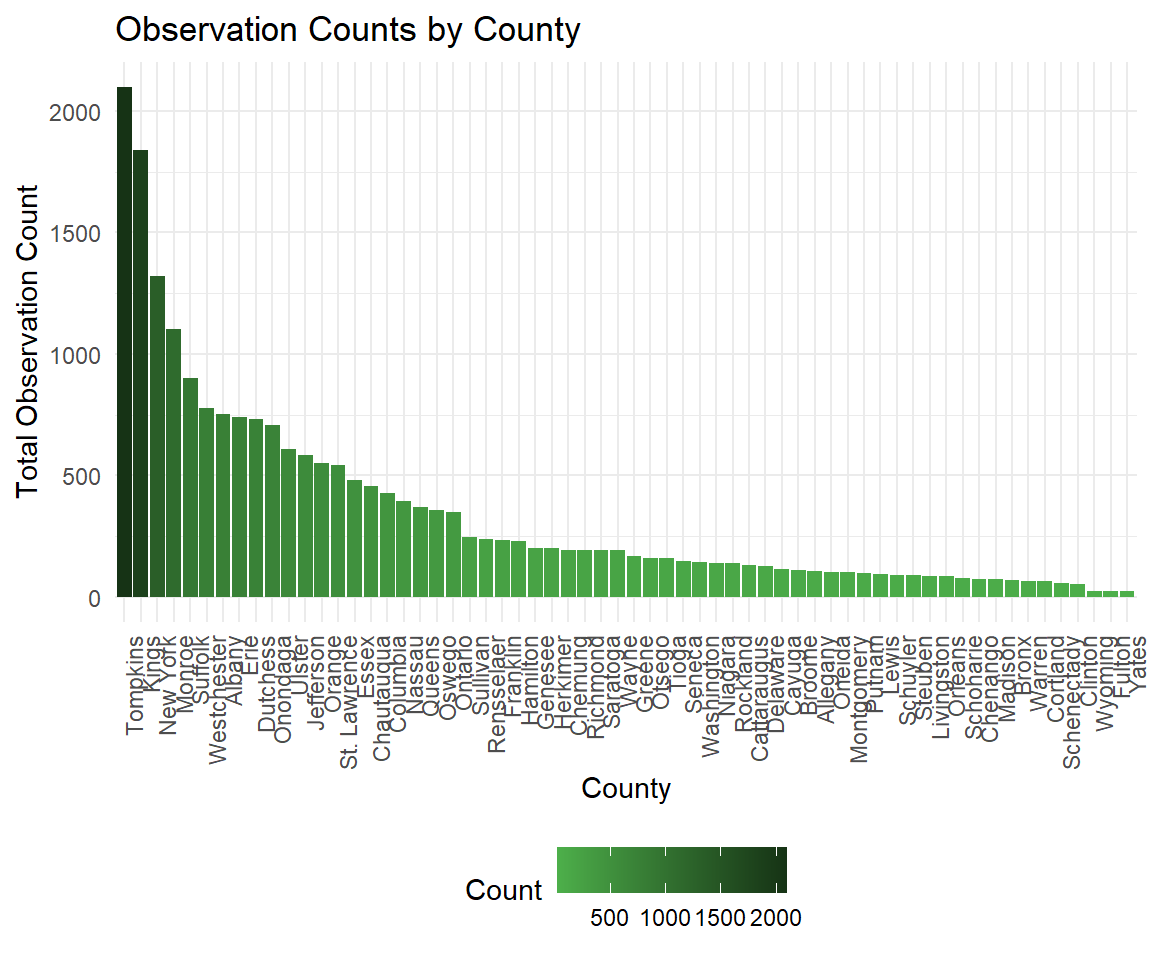 Observation Counts by County
Total Observation Count
2000
1500
1000
500
0
Tompkins
Kings
New York
Monroe
Suffolk
Westchester
Albany
Erie
Dutchess
Onondaga
Ulster
Jefferson
Orange
St. Lawrence
Essex
Chautauqua
Columbia
Nassau
Queens
Oswego
Ontario
Sullivan
Rensselaer
Franklin
Hamilton
Genesee
Herkimer
Chemung
Richmond
Saratoga
Wayne
Greene
Otsego
Tioga
Seneca
Washington
Niagara
Rockland
Cattaraugus
Delaware
Cayuga
Broome
Allegany
Oneida
Montgomery
Putnam
Lewis
Schuyler
Steuben
Livingston
Orleans
Schoharie
Chenango
Madison
Bronx
Warren
Cortland
Schenectady
Clinton
Wyoming
Fulton
Yates
County
Count
500 1000 1500 2000